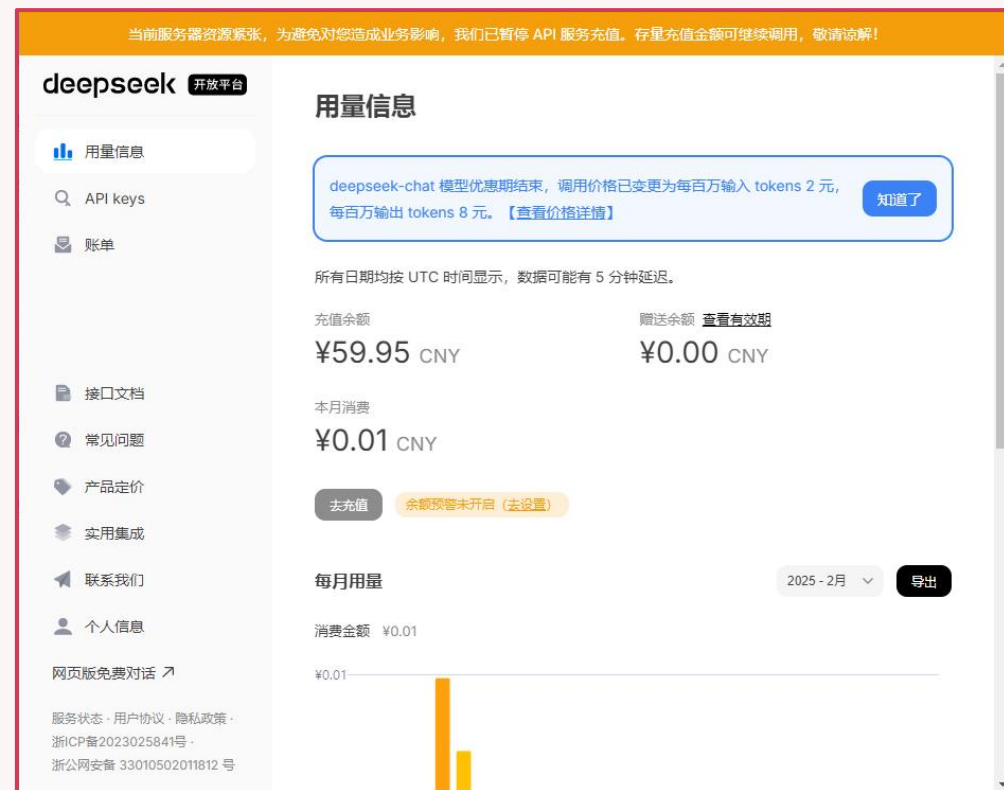 当前服务器资源紧张，为避免对您造成业务影响，我们已暂停 API 服务充值。存量充值金额可继续调用，敬请谅解！
deepseek 开放平台
用量信息
API keys
账单
接口文档
常见问题
产品定价
实用集成
联系我们
个人信息
网页版免费对话
服务状态 · 用户协议 · 隐私政策 ·
浙ICP备2023025841号 ·
浙公网安备 33010502011812 号
用量信息
deepseek-chat 模型优惠期结束，调用价格已变更为每百万输入 tokens 2 元，
每百万输出 tokens 8 元。【查看价格详情】
知道了
所有日期均按 UTC 时间显示，数据可能有 5 分钟延迟。
充值余额
¥59.95 CNY
赠送余额 查看有效期
¥0.00 CNY
本月消费
¥0.01 CNY
去充值
余额预警未开启（去设置）
每月用量
2025 - 2月
导出
消费金额 ¥0.01
¥0.01